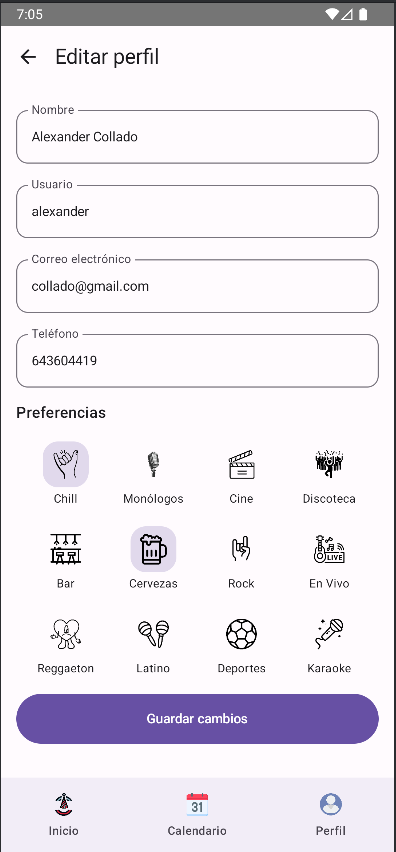 7:05
Editar perfil
Nombre
Alexander Collado
Usuario
alexander
Correo electrónico
collado@gmail.com
Teléfono
643604419
Preferencias
Chill Monólogos Cine Discoteca
LIVE
Bar Cervezas Rock En Vivo
Reggaeton Latino Deportes Karaoke
Guardar cambios
31
Inicio Calendario Perfil